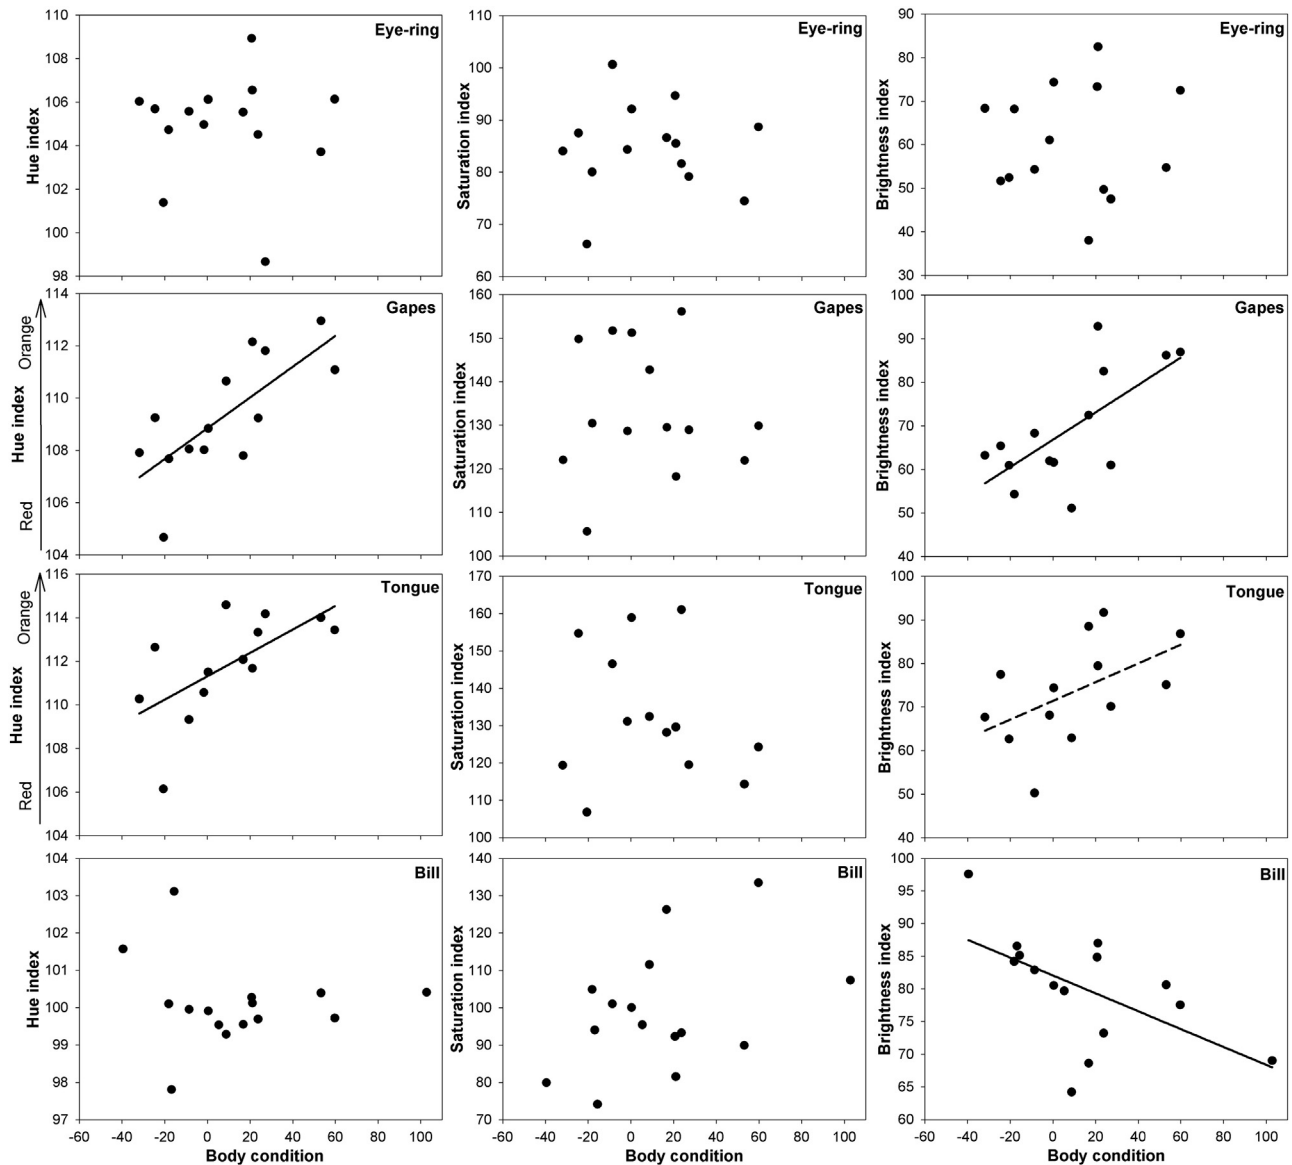 Eye-ring
Hue index
110
108
106
104
102
100
98
Eye-ring
Saturation index
110
100
90
80
70
60
Eye-ring
Brightness index
90
80
70
60
50
40
30
Gapes
Orange
Hue index
Red
114
112
110
108
106
104
Gapes
Saturation index
160
150
140
130
120
110
100
Gapes
Brightness index
100
90
80
70
60
50
40
Tongue
Orange
Hue index
Red
116
114
112
110
108
106
104
Tongue
Saturation index
170
160
150
140
130
120
110
100
Tongue
Brightness index
100
90
80
70
60
50
40
Bill
Hue index
104
103
102
101
100
99
98
97
-60 -40 -20 0 20 40 60 80 100
Body condition
Bill
Saturation index
140
130
120
110
100
90
80
70
-60 -40 -20 0 20 40 60 80 100
Body condition
Bill
Brightness index
100
95
90
85
80
75
70
65
60
-60 -40 -20 0 20 40 60 80 100
Body condition